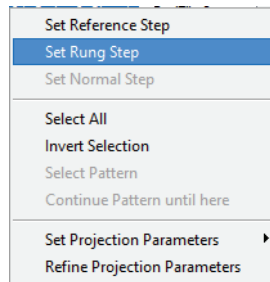 Set Reference Step
Set Rung Step
Set Normal Step
Select All
Invert Selection
Select Pattern
Continue Pattern until here
Set Projection Parameters
Refine Projection Parameters